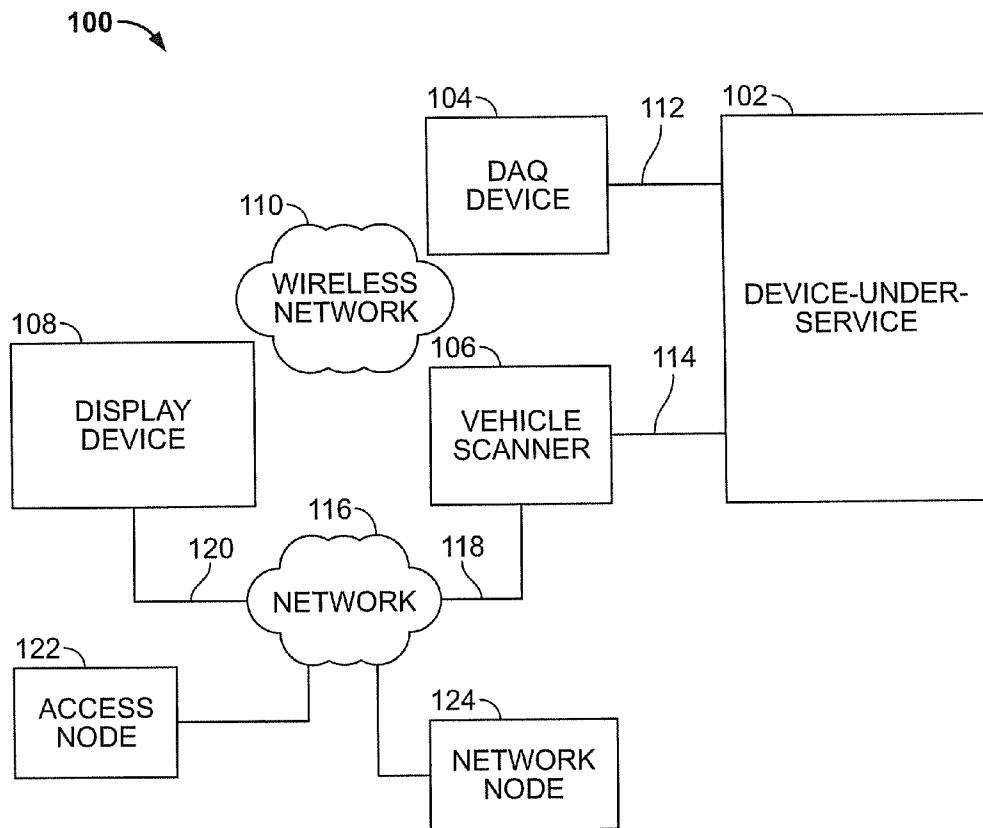 100
104
DAQ
DEVICE
112
102
DEVICE-UNDER-
SERVICE
110
WIRELESS
NETWORK
108
DISPLAY
DEVICE
106
VEHICLE
SCANNER
114
116
NETWORK
120
118
122
ACCESS
NODE
124
NETWORK
NODE